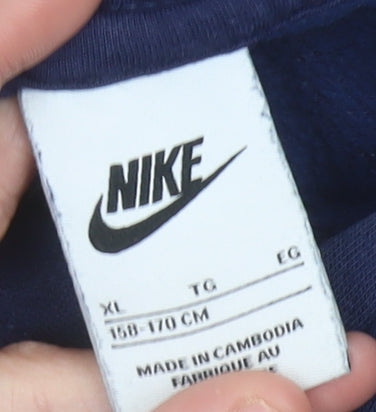 NIKE
XL TG EG
158-170 CM
MADE IN CAMBODIA
FABRIQUE AU